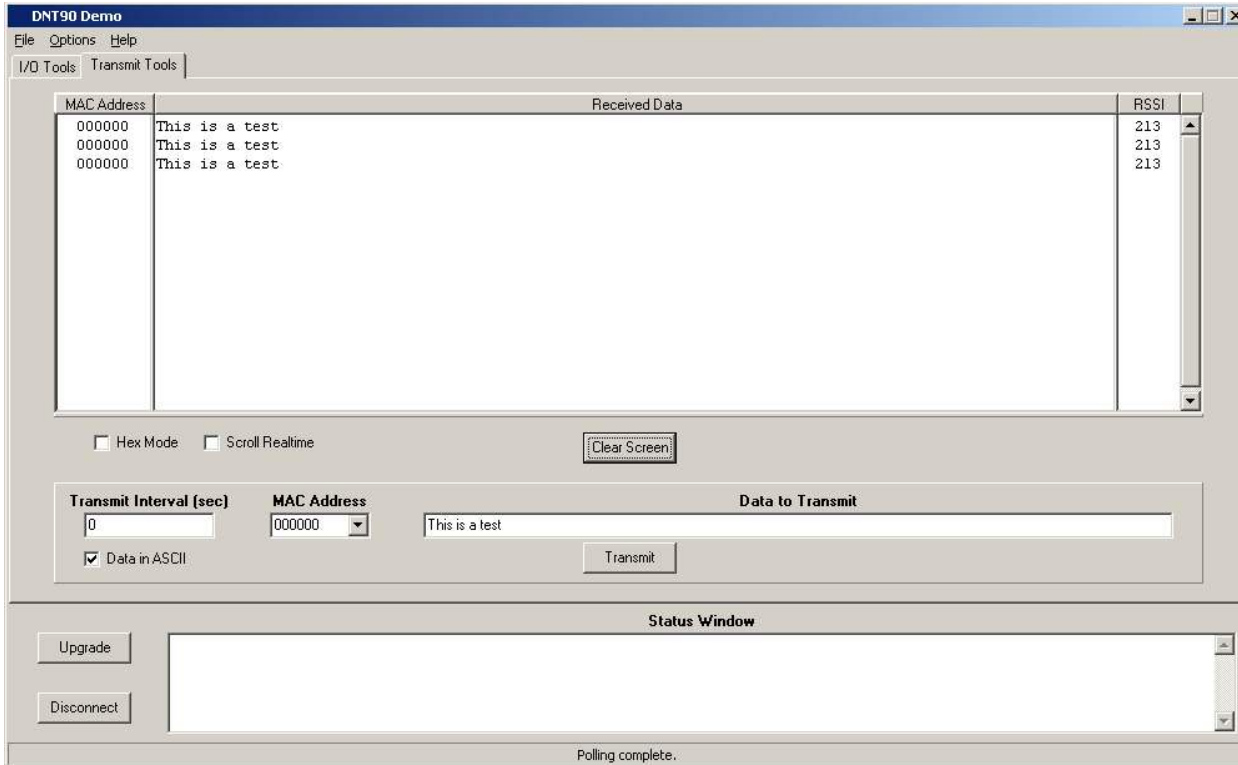 DNT90 Demo
File Options Help
I/O Tools Transmit Tools
MAC Address Received Data RSSI
000000 This is a test 213
000000 This is a test 213
000000 This is a test 213
Hex Mode Scroll Realtime Clear Screen
Transmit Interval (sec) MAC Address Data to Transmit
0 000000 This is a test
Data in ASCII Transmit
Status Window
Upgrade
Disconnect
Polling complete.